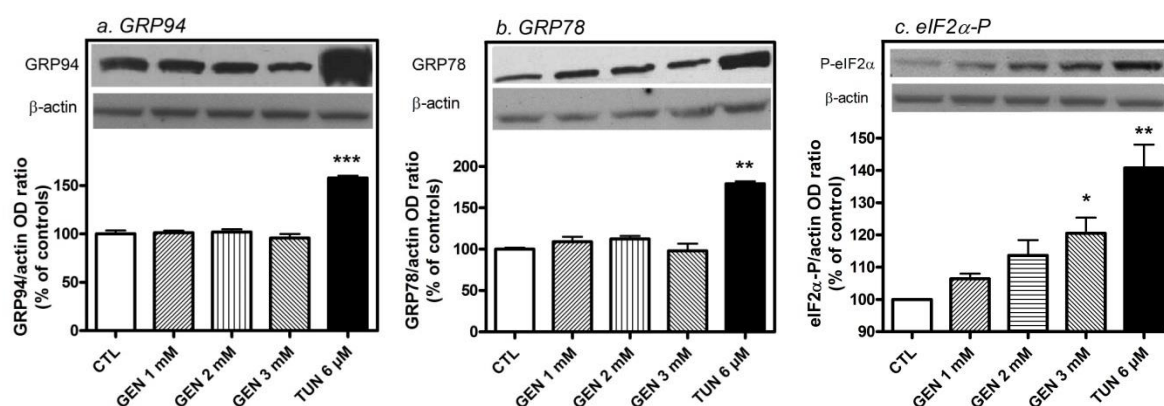 a. GRP94
GRP94
β-actin
GRP94/actin OD ratio
(% of controls)
150
100
50
0
***
CTL
GEN 1 mM
GEN 2 mM
GEN 3 mM
TUN 6 µM
b. GRP78
GRP78
β-actin
GRP78/actin OD ratio
(% of controls)
200
150
100
50
0
**
CTL
GEN 1 mM
GEN 2 mM
GEN 3 mM
TUN 6 µM
c. eIF2α-P
P-eIF2α
β-actin
eIF2α-P/actin OD ratio
(% of controls)
150
140
130
120
110
100
90
*
**
CTL
GEN 1 mM
GEN 2 mM
GEN 3 mM
TUN 6 µM